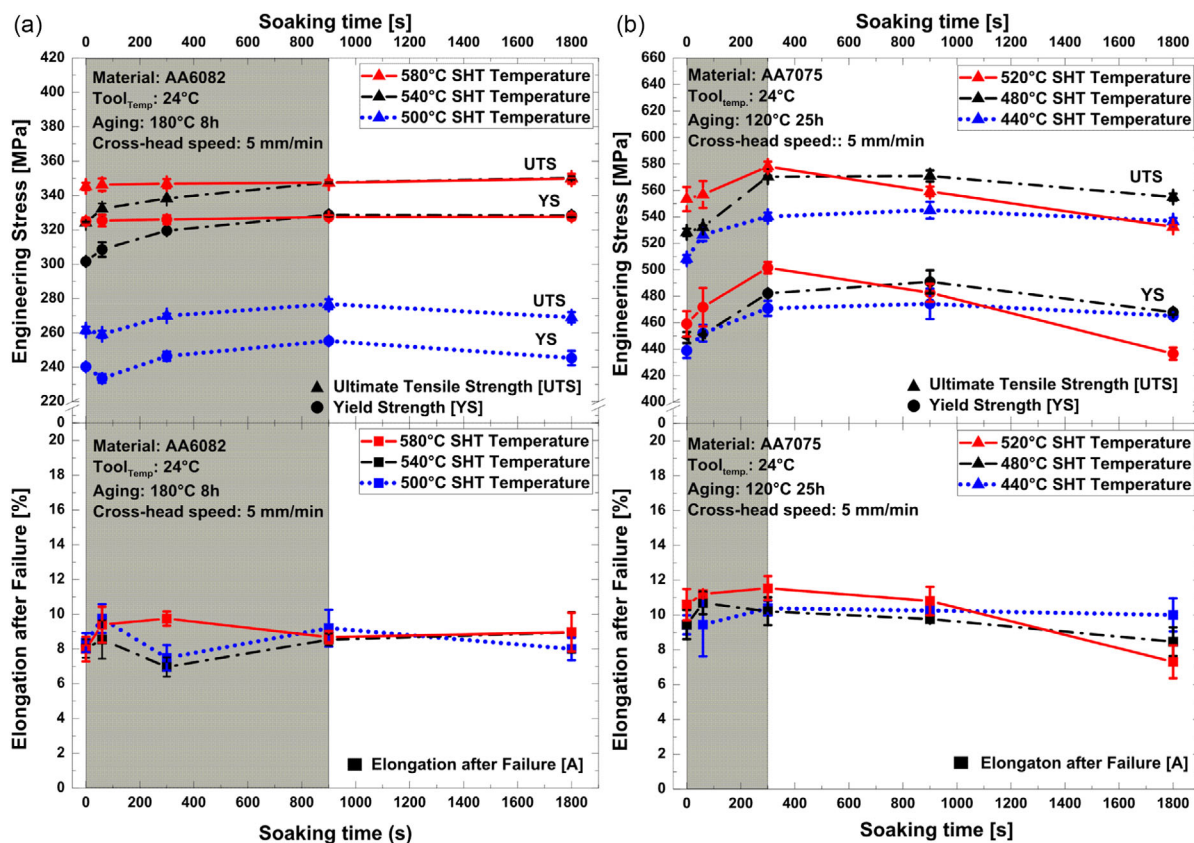 (a)
Soaking time [s]
0 200 400 600 800 1000 1200 1400 1600 1800
Engineering Stress [MPa]
420
400
380
360
340
320
300
280
260
240
220
Material: AA6082
ToolTemp: 24°C
Aging: 180°C 8h
Cross-head speed: 5 mm/min
580°C SHT Temperature
540°C SHT Temperature
500°C SHT Temperature
UTS
YS
UTS
YS
Ultimate Tensile Strength [UTS]
Yield Strength [YS]
Elongation after Failure [%]
0
20
18
16
14
12
10
8
6
4
2
0
Material: AA6082
ToolTemp: 24°C
Aging: 180°C 8h
Cross-head speed: 5 mm/min
580°C SHT Temperature
540°C SHT Temperature
500°C SHT Temperature
Elongation after Failure [A]
0 200 400 600 800 1000 1200 1400 1600 1800
Soaking time (s)
(b)
Soaking time [s]
0 200 400 600 800 1000 1200 1400 1600 1800
Engineering Stress [MPa]
660
640
620
600
580
560
540
520
500
480
460
440
420
400
Material: AA7075
Tooltemp.: 24°C
Aging: 120°C 25h
Cross-head speed:: 5 mm/min
520°C SHT Temperature
480°C SHT Temperature
440°C SHT Temperature
UTS
YS
Ultimate Tensile Strength [UTS]
Yield Strength [YS]
Elongation after Failure [%]
0
20
18
16
14
12
10
8
6
4
2
0
Material: AA7075
Tooltemp.: 24°C
Aging: 120°C 25h
Cross-head speed: 5 mm/min
520°C SHT Temperature
480°C SHT Temperature
440°C SHT Temperature
Elongaton after Failure [A]
0 200 400 600 800 1000 1200 1400 1600 1800
Soaking time [s]